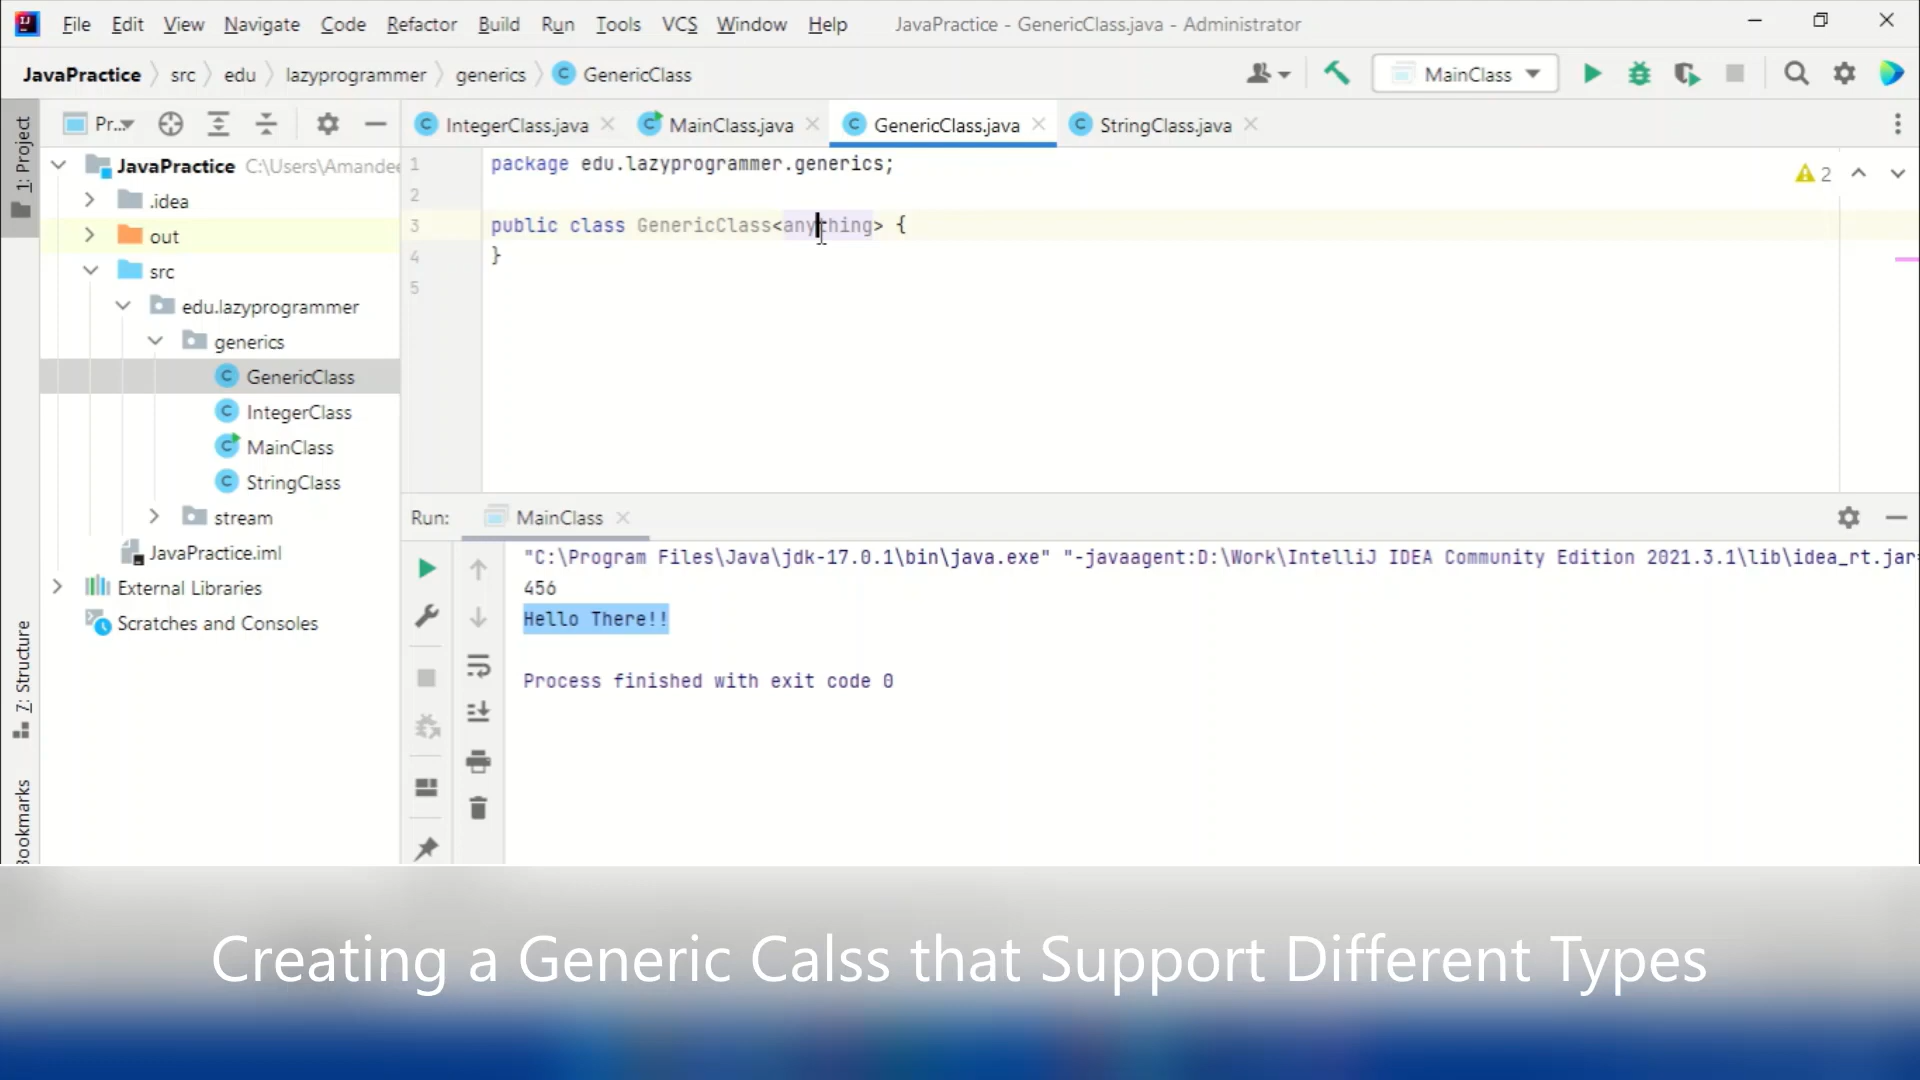 File Edit View Navigate Code Refactor Build Run Tools VCS Window Help JavaPractice - GenericClass.java - Administrator
JavaPractice src edu lazyprogrammer generics GenericClass MainClass
1: Project
Pr...
IntegerClass.java MainClass.java GenericClass.java StringClass.java
JavaPractice C:\Users\Amandee
.idea
out
src
edu.lazyprogrammer
generics
GenericClass
IntegerClass
MainClass
StringClass
stream
JavaPractice.iml
External Libraries
Scratches and Consoles
7: Structure
Bookmarks
1 package edu.lazyprogrammer.generics;
2
3 public class GenericClass<anything> {
4 }
5
2
Run: MainClass
"C:\Program Files\Java\jdk-17.0.1\bin\java.exe" "-javaagent:D:\Work\IntelliJ IDEA Community Edition 2021.3.1\lib\idea_rt.jar
456
Hello There!!
Process finished with exit code 0
Creating a Generic Calss that Support Different Types